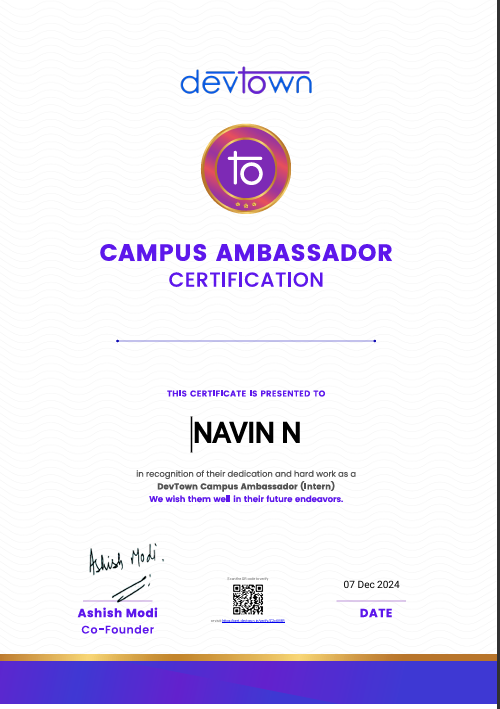 devtown
to
CAMPUS AMBASSADOR
CERTIFICATION
THIS CERTIFICATE IS PRESENTED TO
NAVIN N
in recognition of their dedication and hard work as a
DevTown Campus Ambassador (Intern)
We wish them well in their future endeavors.
Ashish Modi.
07 Dec 2024
Ashish Modi
DATE
Co-Founder